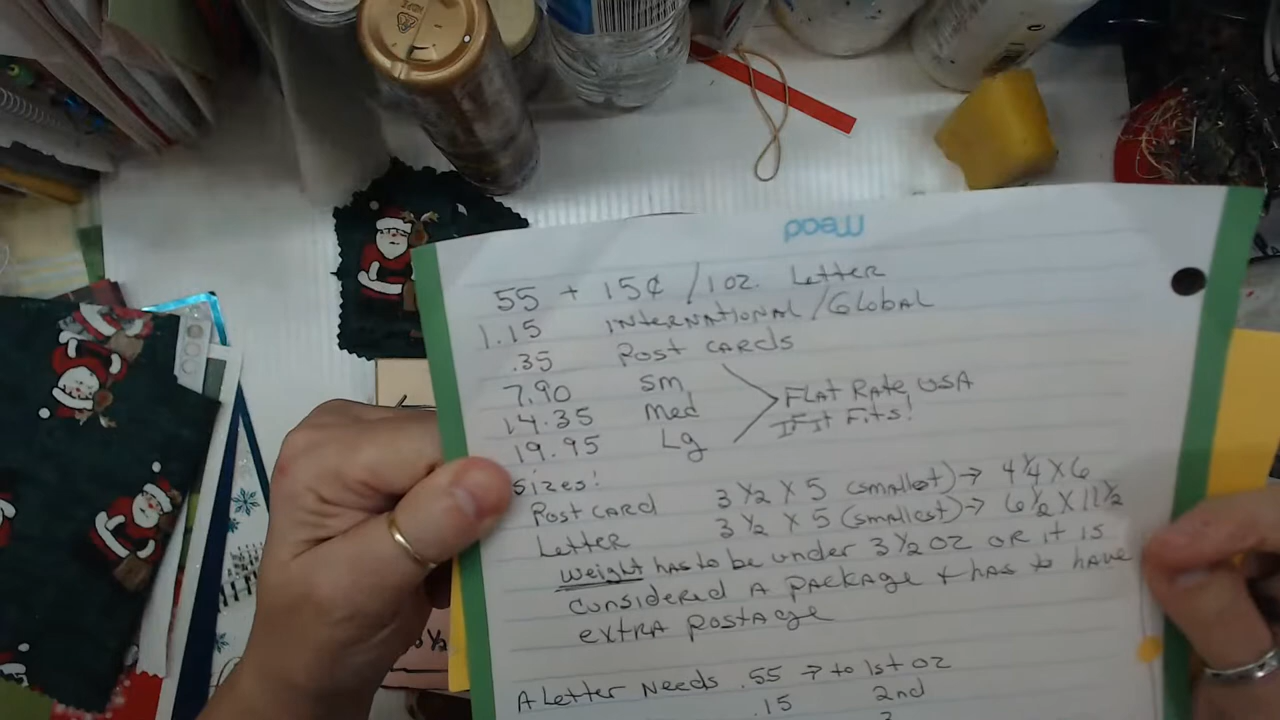 Mead
55 + 15¢ /1oz. Letter
1.15 International/Global
.35 Post cards
7.90 sm
14.35 Med
19.95 Lg
Flat Rate USA
If It Fits!
Sizes!
Post card 3 1/2 x 5 (smallest) → 4 1/4 x 6
Letter 3 1/2 x 5 (smallest) → 6 1/2 x 11 1/2
Weight has to be under 3 1/2 oz or it is
considered a package & has to have
extra postage
A Letter Needs .55 → to 1st oz
.15 2nd